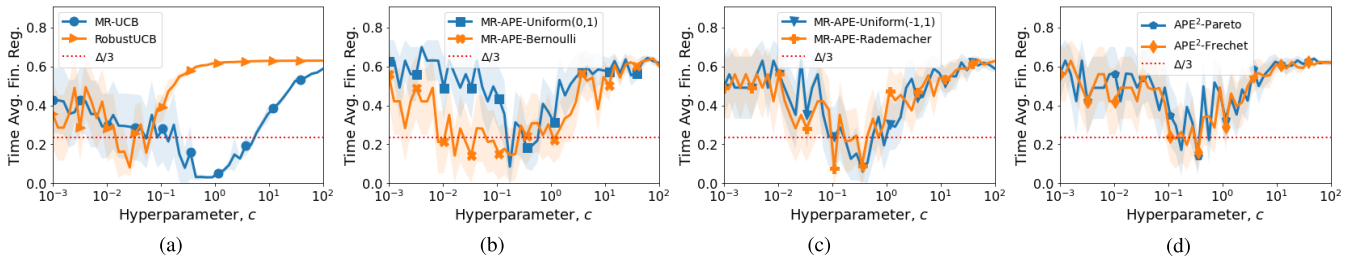 Time Avg. Fin. Reg.
0.8
0.6
0.4
0.2
0.0
MR-UCB
RobustUCB
Δ/3
10⁻³ 10⁻² 10⁻¹ 10⁰ 10¹ 10²
Hyperparameter, c
(a)
Time Avg. Fin. Reg.
0.8
0.6
0.4
0.2
0.0
MR-APE-Uniform(0,1)
MR-APE-Bernoulli
Δ/3
10⁻³ 10⁻² 10⁻¹ 10⁰ 10¹ 10²
Hyperparameter, c
(b)
Time Avg. Fin. Reg.
0.8
0.6
0.4
0.2
0.0
MR-APE-Uniform(-1,1)
MR-APE-Rademacher
Δ/3
10⁻³ 10⁻² 10⁻¹ 10⁰ 10¹ 10²
Hyperparameter, c
(c)
Time Avg. Fin. Reg.
0.8
0.6
0.4
0.2
0.0
APE²-Pareto
APE²-Frechet
Δ/3
10⁻³ 10⁻² 10⁻¹ 10⁰ 10¹ 10²
Hyperparameter, c
(d)